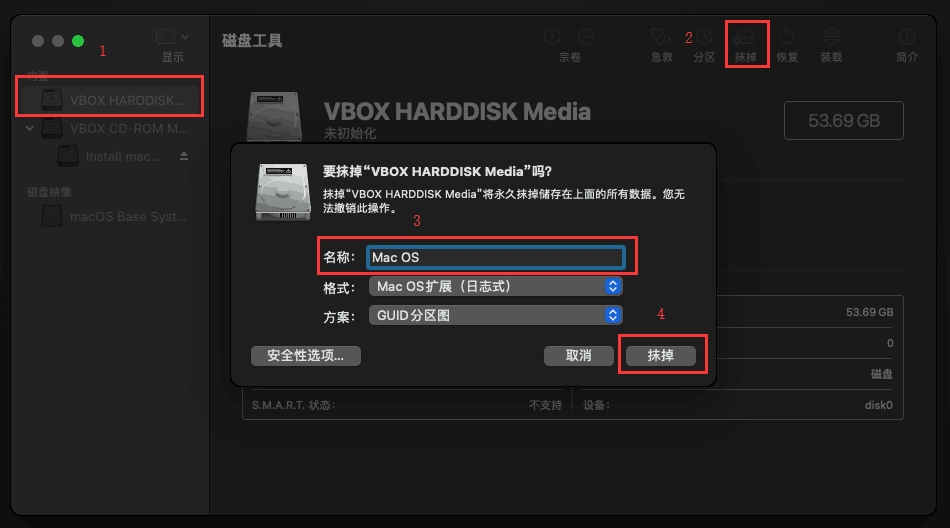 1
显示
磁盘工具
2
宗卷
急救
分区
抹掉
恢复
装载
简介
内置
VBOX HARDDISK...
VBOX CD-ROM M...
Install mac...
磁盘映像
macOS Base Syst...
VBOX HARDDISK Media
未初始化
53.69 GB
要抹掉“VBOX HARDDISK Media”吗?
抹掉“VBOX HARDDISK Media”将永久抹掉储存在上面的所有数据。您无
法撤销此操作。
3
名称: Mac OS
格式: Mac OS扩展（日志式）
方案: GUID分区图
4
安全性选项...
取消
抹掉
53.69 GB
0
磁盘
S.M.A.R.T. 状态: 不支持
设备: disk0